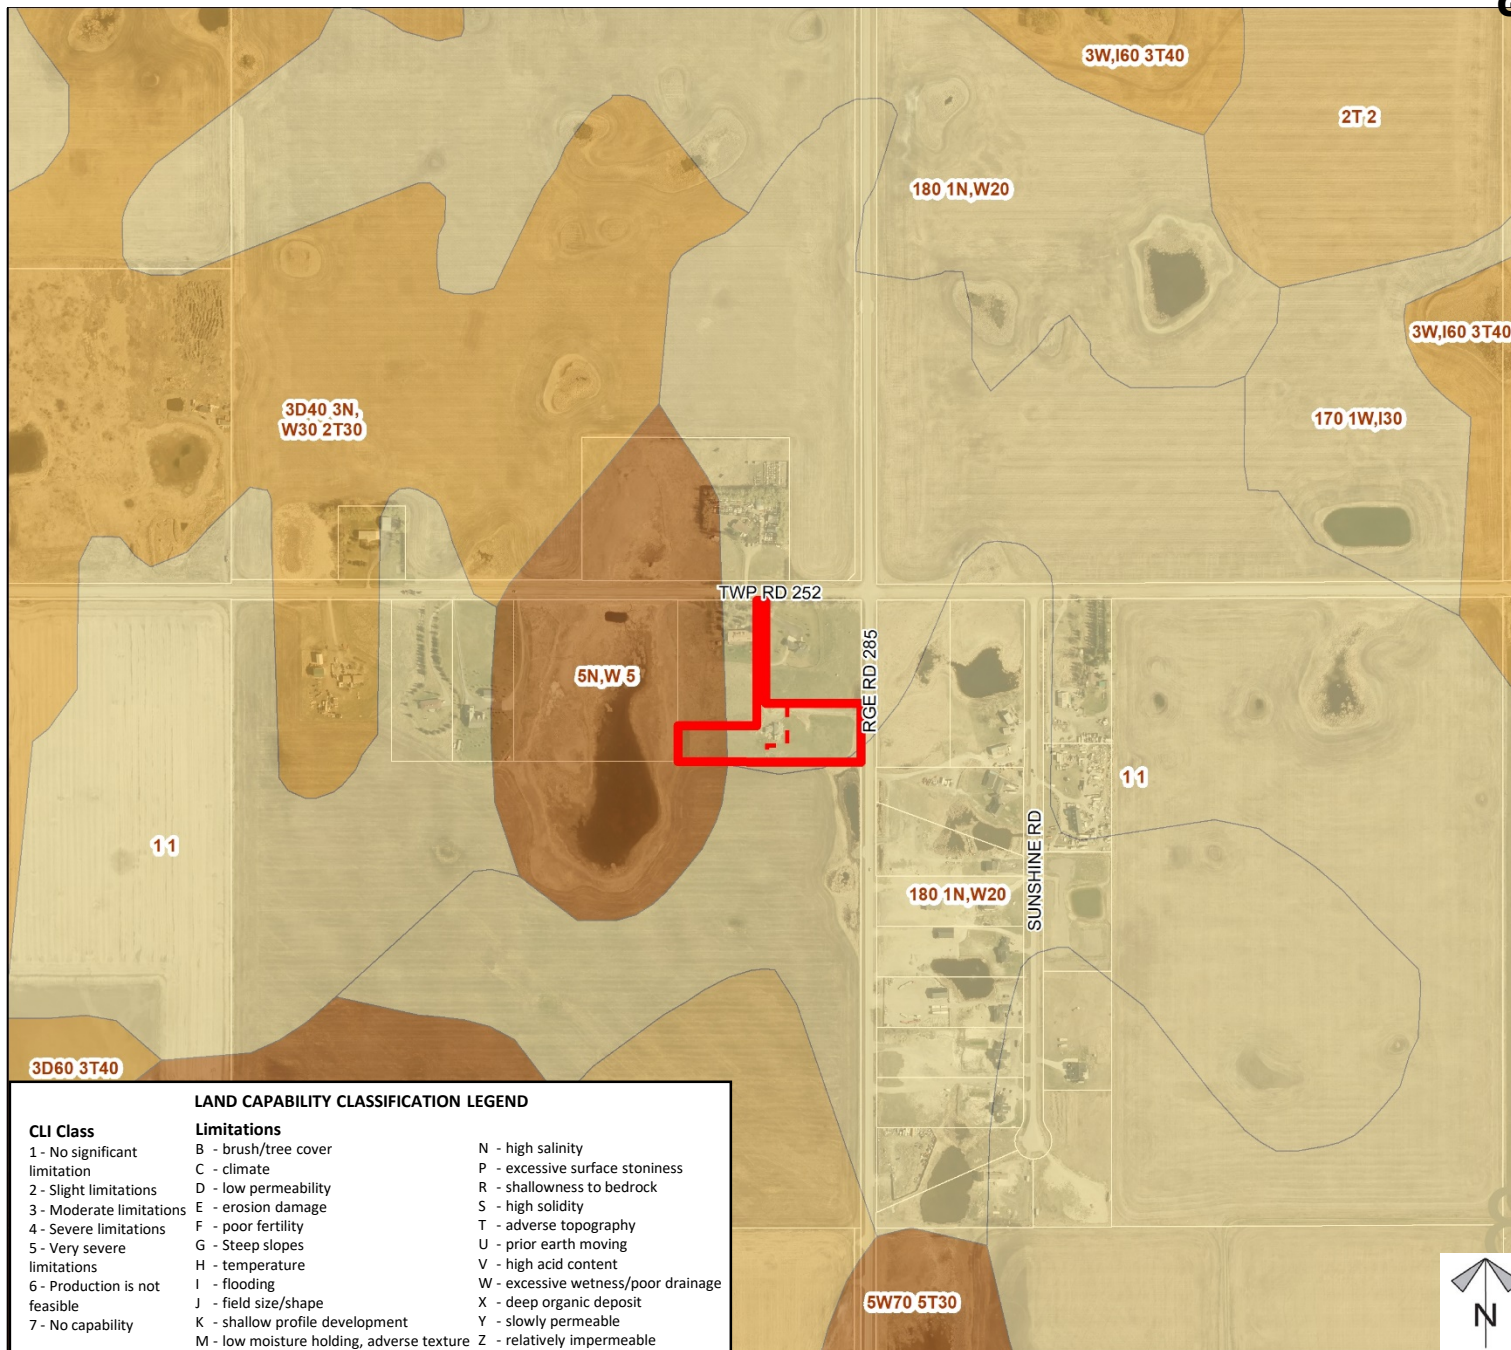 3W,I60 3T40
2T 2
180 1N,W20
3W,I60 3T40
3D40 3N,
W30 2T30
170 1W,I30
TWP RD 252
RGE RD 285
5N,W 5
1 1
1 1
SUNSHINE RD
180 1N,W20
3D60 3T40
5W70 5T30
LAND CAPABILITY CLASSIFICATION LEGEND
CLI Class
1 - No significant
limitation
2 - Slight limitations
3 - Moderate limitations
4 - Severe limitations
5 - Very severe
limitations
6 - Production is not
feasible
7 - No capability
Limitations
B - brush/tree cover
C - climate
D - low permeability
E - erosion damage
F - poor fertility
G - Steep slopes
H - temperature
I - flooding
J - field size/shape
K - shallow profile development
M - low moisture holding, adverse texture
N - high salinity
P - excessive surface stoniness
R - shallowness to bedrock
S - high solidity
T - adverse topography
U - prior earth moving
V - high acid content
W - excessive wetness/poor drainage
X - deep organic deposit
Y - slowly permeable
Z - relatively impermeable
N